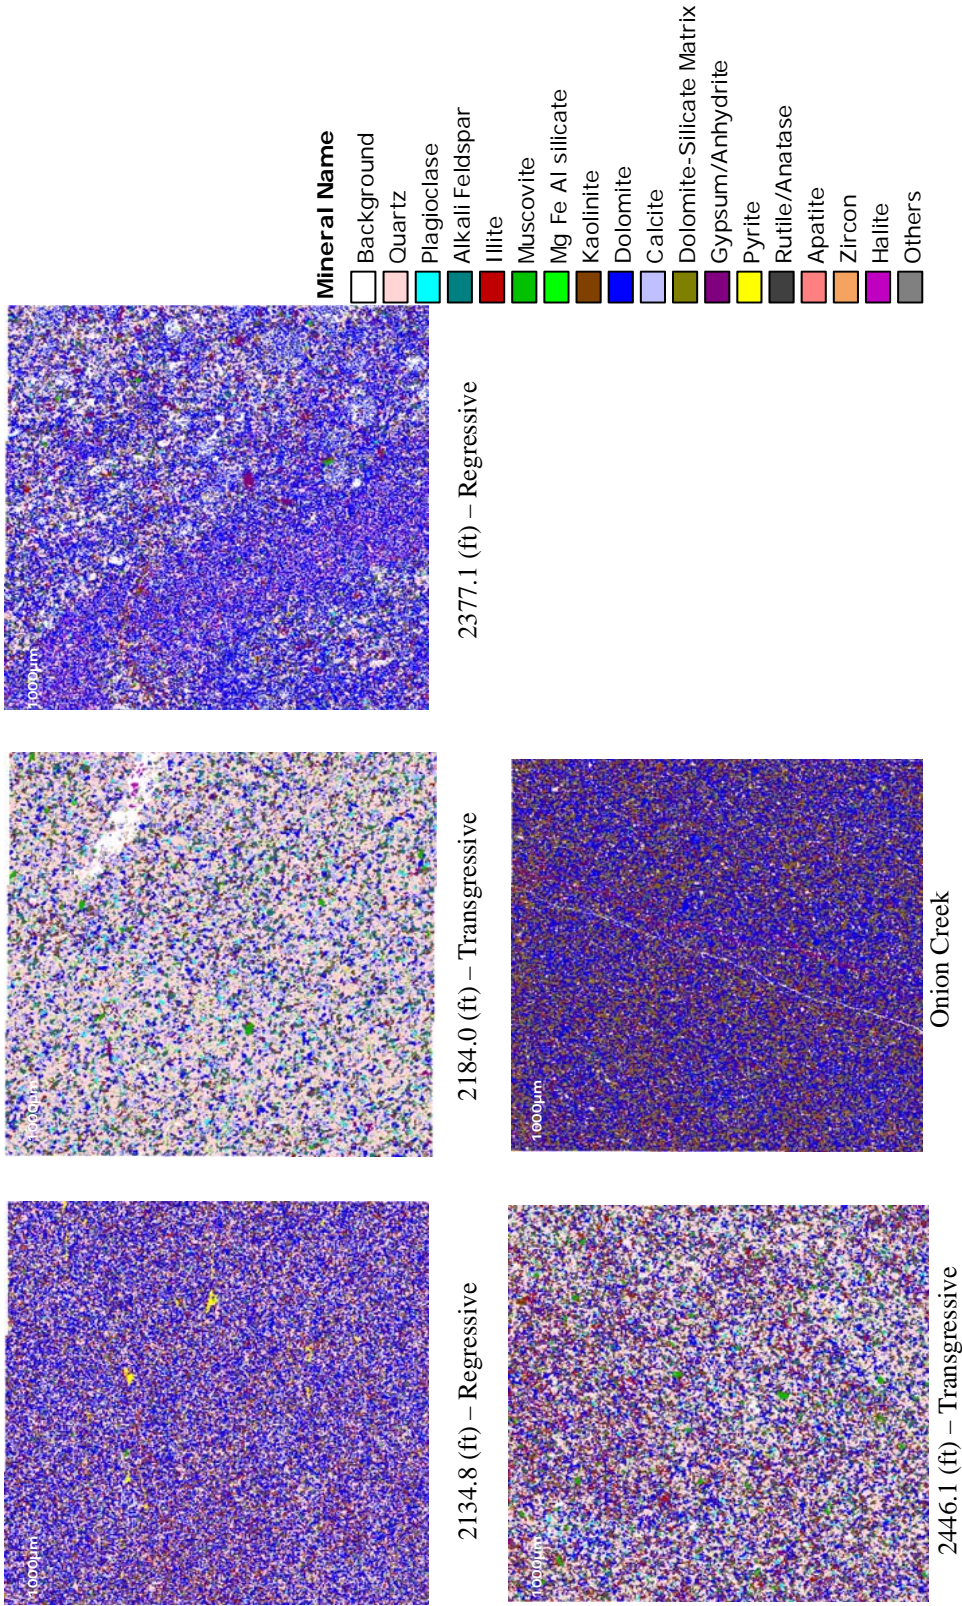 1000µm
2134.8 (ft) – Regressive
1000µm
2184.0 (ft) – Transgressive
1000µm
2377.1 (ft) – Regressive
1000µm
2446.1 (ft) – Transgressive
1000µm
Onion Creek
Mineral Name
Background
Quartz
Plagioclase
Alkali Feldspar
Illite
Muscovite
Mg Fe Al silicate
Kaolinite
Dolomite
Calcite
Dolomite-Silicate Matrix
Gypsum/Anhydrite
Pyrite
Rutile/Anatase
Apatite
Zircon
Halite
Others